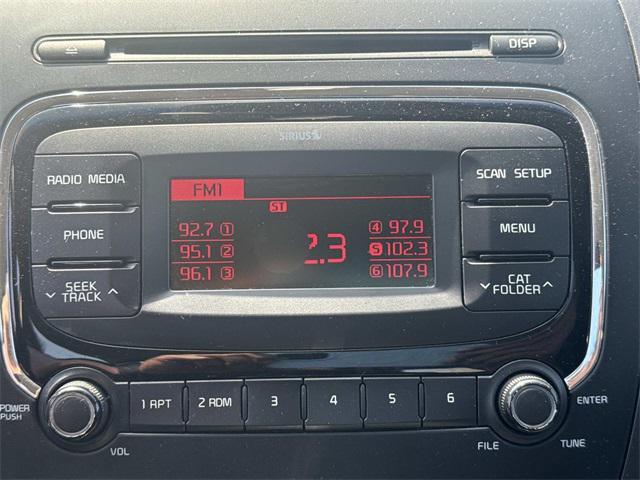 DISP
SIRIUS
RADIO MEDIA
PHONE
SEEK
TRACK
FM1
ST
92.7 1
95.1 2
96.1 3
2.3
4 97.9
5 102.3
6 107.9
SCAN SETUP
MENU
CAT
FOLDER
POWER
PUSH
VOL
1 RPT
2 RDM
3
4
5
6
FILE
ENTER
TUNE